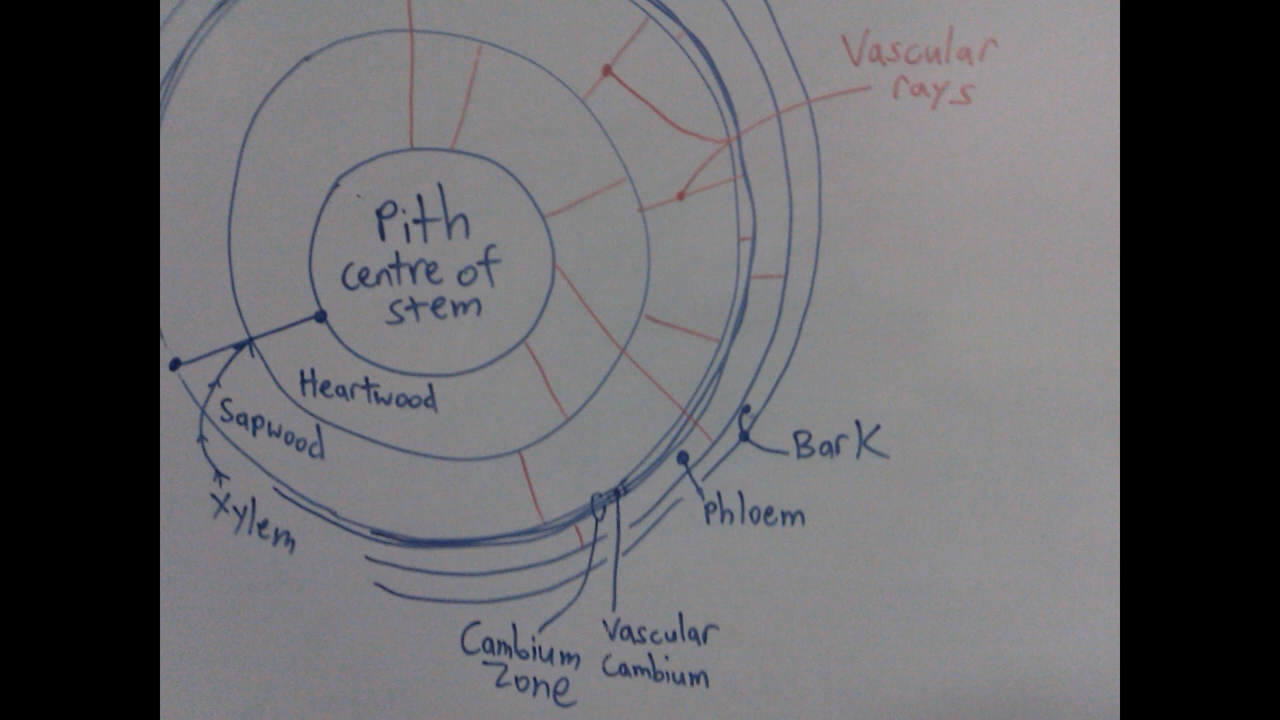 Vascular
rays
Pith
centre of
stem
Heartwood
Sapwood
Xylem
Bark
Phloem
Cambium
Zone
Vascular
Cambium